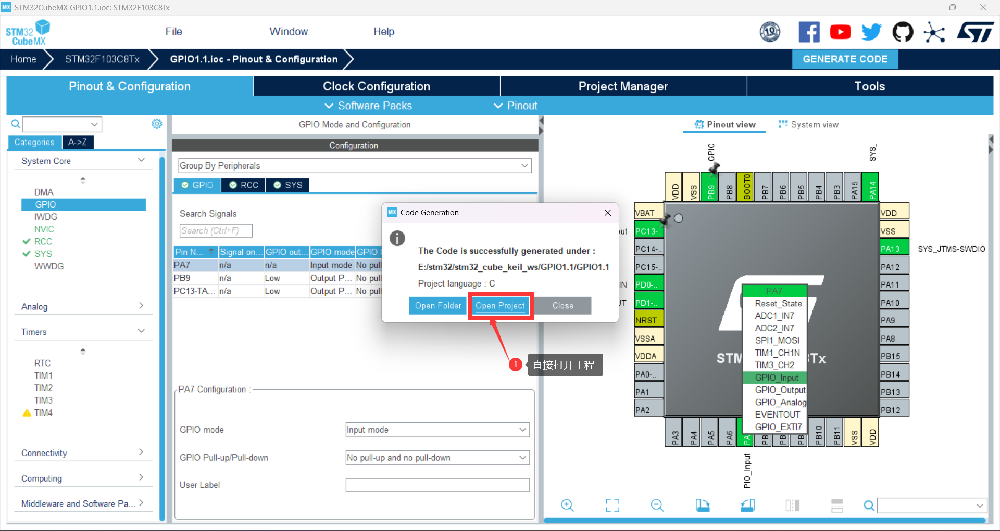 MX STM32CubeMX GPIO1.1.ioc: STM32F103C8Tx
STM32
CubeMX
File
Window
Help
10
ST
Home
STM32F103C8Tx
GPIO1.1.ioc - Pinout & Configuration
GENERATE CODE
Pinout & Configuration
Clock Configuration
Project Manager
Tools
Software Packs
Pinout
Categories
A->Z
System Core
DMA
GPIO
IWDG
NVIC
RCC
SYS
WWDG
Analog
Timers
RTC
TIM1
TIM2
TIM3
TIM4
Connectivity
Computing
Middleware and Software Pa...
GPIO Mode and Configuration
Configuration
Group By Peripherals
GPIO
RCC
SYS
Search Signals
Search (Ctrl+F)
Pin N... Signal on... GPIO out... GPIO mode GPIO
PA7 n/a n/a Input mode No pull
PB9 n/a Low Output P... No pull
PC13-TA... n/a Low Output P... No pull
PA7 Configuration :
GPIO mode
Input mode
GPIO Pull-up/Pull-down
No pull-up and no pull-down
User Label
MX Code Generation
The Code is successfully generated under :
E:/stm32/stm32_cube_keil_ws/GPIO1.1/GPIO1.1
Project language : C
Open Folder
Open Project
Close
1
直接打开工程
Pinout view
System view
GPIC
SYS_
VDD
VSS
PB9
PB8
BOOT0
PB7
PB6
PB5
PB4
PB3
PA15
PA14
VBAT
ut PC13-..
PC14-..
PC15-..
IN PD0-..
UT PD1-..
NRST
VSSA
VDDA
PA0-..
PA1
PA2
VDD
VSS
PA13 SYS_JTMS-SWDIO
PA12
PA11
PA10
PA9
PA8
PB15
PB14
PB13
PB12
STM
8Tx
PA7
Reset_State
ADC1_IN7
ADC2_IN7
SPI1_MOSI
TIM1_CH1N
TIM3_CH2
GPIO_Input
GPIO_Output
GPIO_Analog
EVENTOUT
GPIO_EXTI7
PA3
PA4
PA5
PA6
PA
PB
PB
PB
PB10
PB11
VSS
VDD
PIO_Input